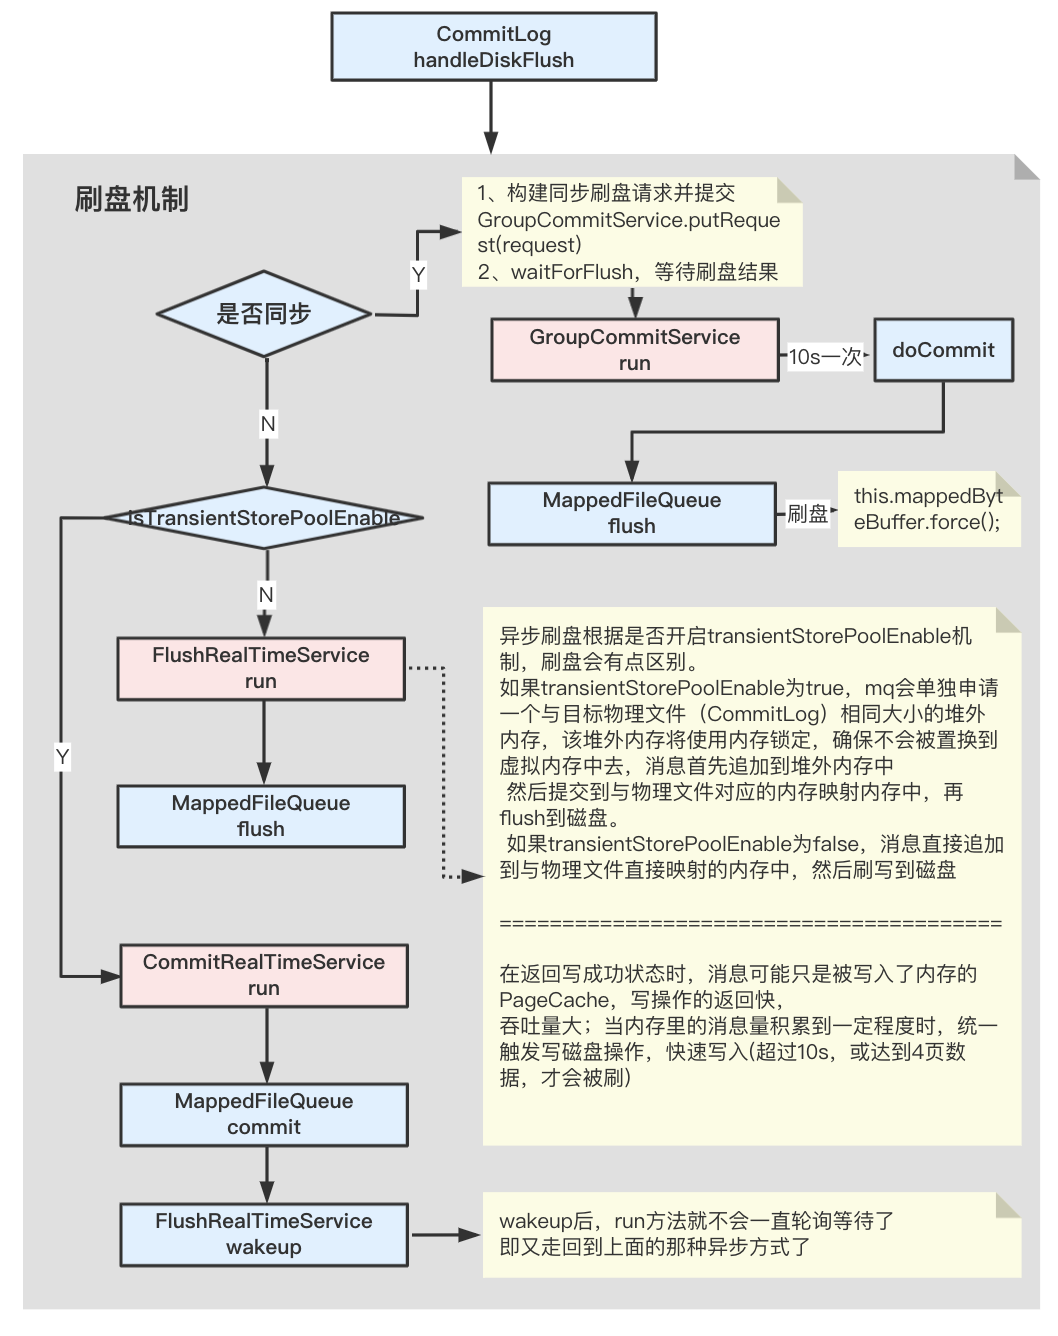 CommitLog
handleDiskFlush
刷盘机制
1、构建同步刷盘请求并提交
GroupCommitService.putReque
st(request)
2、waitForFlush，等待刷盘结果
Y
是否同步
GroupCommitService
run
10s一次
doCommit
N
MappedFileQueue
flush
刷盘
this.mappedByt
eBuffer.force();
isTransientStorePoolEnable
N
FlushRealTimeService
run
异步刷盘根据是否开启transientStorePoolEnable机
制，刷盘会有点区别。
如果transientStorePoolEnable为true，mq会单独申请
一个与目标物理文件（CommitLog）相同大小的堆外
内存，该堆外内存将使用内存锁定，确保不会被置换到
虚拟内存中去，消息首先追加到堆外内存中
然后提交到与物理文件对应的内存映射内存中，再
flush到磁盘。
如果transientStorePoolEnable为false，消息直接追加
到与物理文件直接映射的内存中，然后刷写到磁盘
========================================
在返回写成功状态时，消息可能只是被写入了内存的
PageCache，写操作的返回快，
吞吐量大；当内存里的消息量积累到一定程度时，统一
触发写磁盘操作，快速写入(超过10s，或达到4页数
据，才会被刷)
Y
MappedFileQueue
flush
CommitRealTimeService
run
MappedFileQueue
commit
FlushRealTimeService
wakeup
wakeup后，run方法就不会一直轮询等待了
即又走回到上面的那种异步方式了